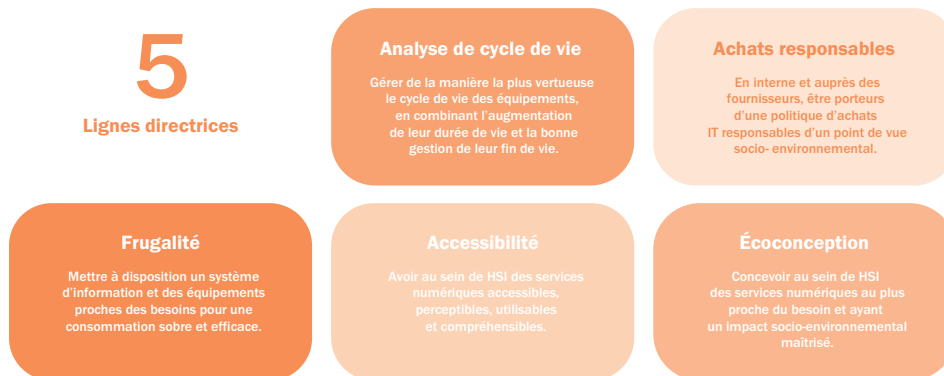 5
Lignes directrices
Analyse de cycle de vie
Gérer de la manière la plus vertueuse
le cycle de vie des équipements,
en combinant l'augmentation
de leur durée de vie et la bonne
gestion de leur fin de vie.
Achats responsables
En interne et auprès des
fournisseurs, être porteurs
d'une politique d'achats
IT responsables d'un point de vue
socio- environnemental.
Frugalité
Mettre à disposition un système
d'information et des équipements
proches des besoins pour une
consommation sobre et efficace.
Accessibilité
Avoir au sein de HSI des services
numériques accessibles,
perceptibles, utilisables
et compréhensibles.
Écoconception
Concevoir au sein de HSI
des services numériques au plus
proche du besoin et ayant
un impact socio-environnemental
maîtrisé.